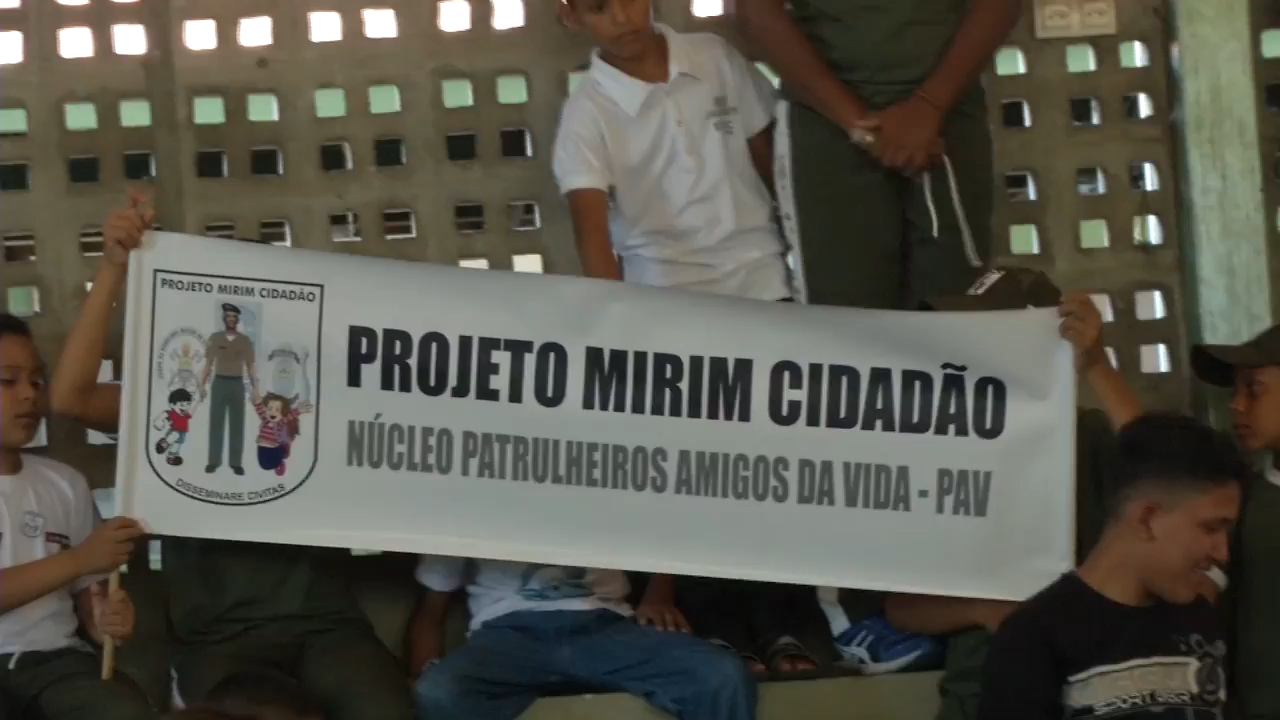 PROJETO MIRIM CIDADÃO
DISSEMINARE CIVITAS
PROJETO MIRIM CIDADÃO
NÚCLEO PATRULHEIROS AMIGOS DA VIDA - PAV